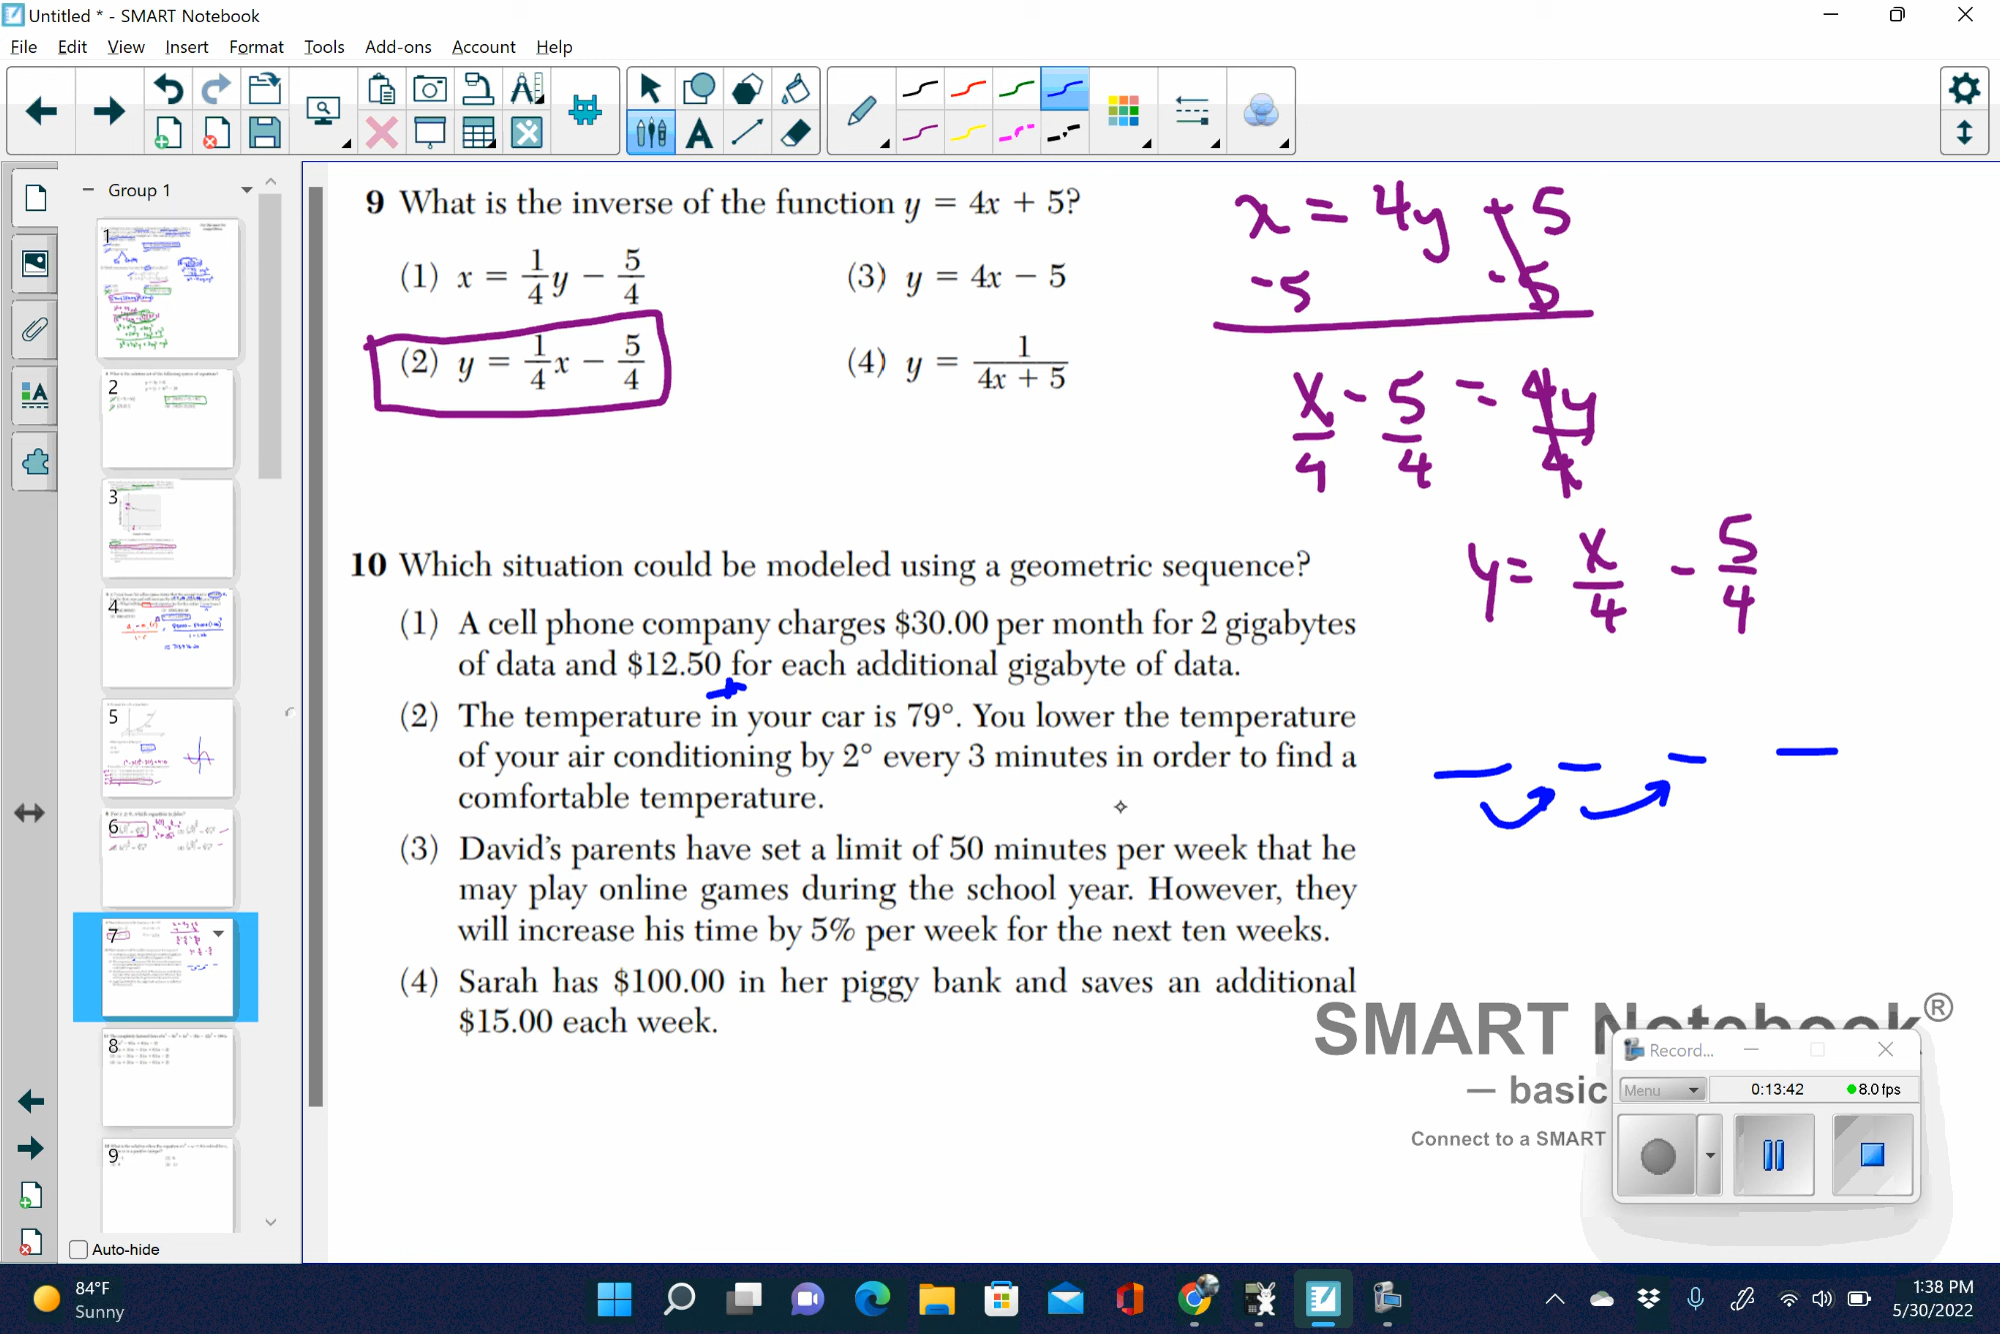 Untitled * - SMART Notebook
File Edit View Insert Format Tools Add-ons Account Help
Group 1
1
2
3
4
5
6
7
8
9
Auto-hide
9 What is the inverse of the function y = 4x + 5?
(1) x = 1/4 y − 5/4
(3) y = 4x − 5
(2) y = 1/4 x − 5/4
(4) y = 1/(4x + 5)
x = 4y + 5
-5 -5
x/4 - 5/4 = 4y/4
y = x/4 - 5/4
10 Which situation could be modeled using a geometric sequence?
(1) A cell phone company charges $30.00 per month for 2 gigabytes
of data and $12.50 for each additional gigabyte of data.
(2) The temperature in your car is 79°. You lower the temperature
of your air conditioning by 2° every 3 minutes in order to find a
comfortable temperature.
(3) David's parents have set a limit of 50 minutes per week that he
may play online games during the school year. However, they
will increase his time by 5% per week for the next ten weeks.
(4) Sarah has $100.00 in her piggy bank and saves an additional
$15.00 each week.
SMART Notebook®
— basic
Connect to a SMART
Record...
Menu 0:13:42 8.0 fps
84°F
Sunny
1:38 PM
5/30/2022